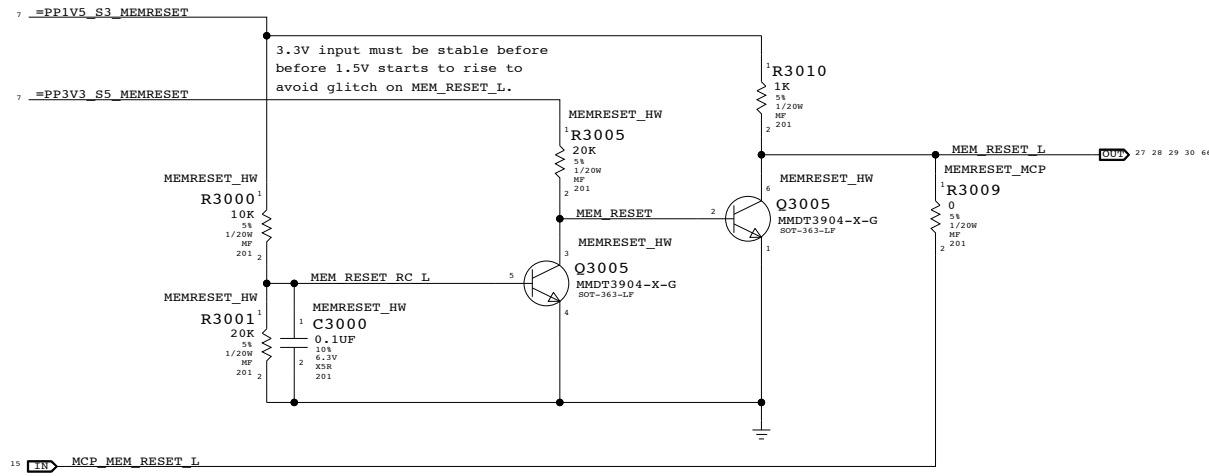 7 =PP1V5_S3_MEMRESET
3.3V input must be stable before
before 1.5V starts to rise to
avoid glitch on MEM_RESET_L.
7 =PP3V3_S5_MEMRESET
1
R3010
1K
5%
1/20W
MF
201
2
MEMRESET_HW
1
R3005
20K
5%
1/20W
MF
201
2
MEM_RESET_L
OUT 27 28 29 30 66
MEMRESET_MCP
1
R3009
0
5%
1/20W
MF
201
2
MEMRESET_HW
1
R3000
10K
5%
1/20W
MF
201
2
MEMRESET_HW
6
Q3005
MMDT3904-X-G
SOT-363-LF
MEM_RESET
2
1
MEMRESET_HW
3
Q3005
MMDT3904-X-G
SOT-363-LF
MEM_RESET_RC_L
5
4
MEMRESET_HW
1
R3001
20K
5%
1/20W
MF
201
2
MEMRESET_HW
1
C3000
0.1UF
10%
6.3V
X5R
201
2
15 IN MCP_MEM_RESET_L